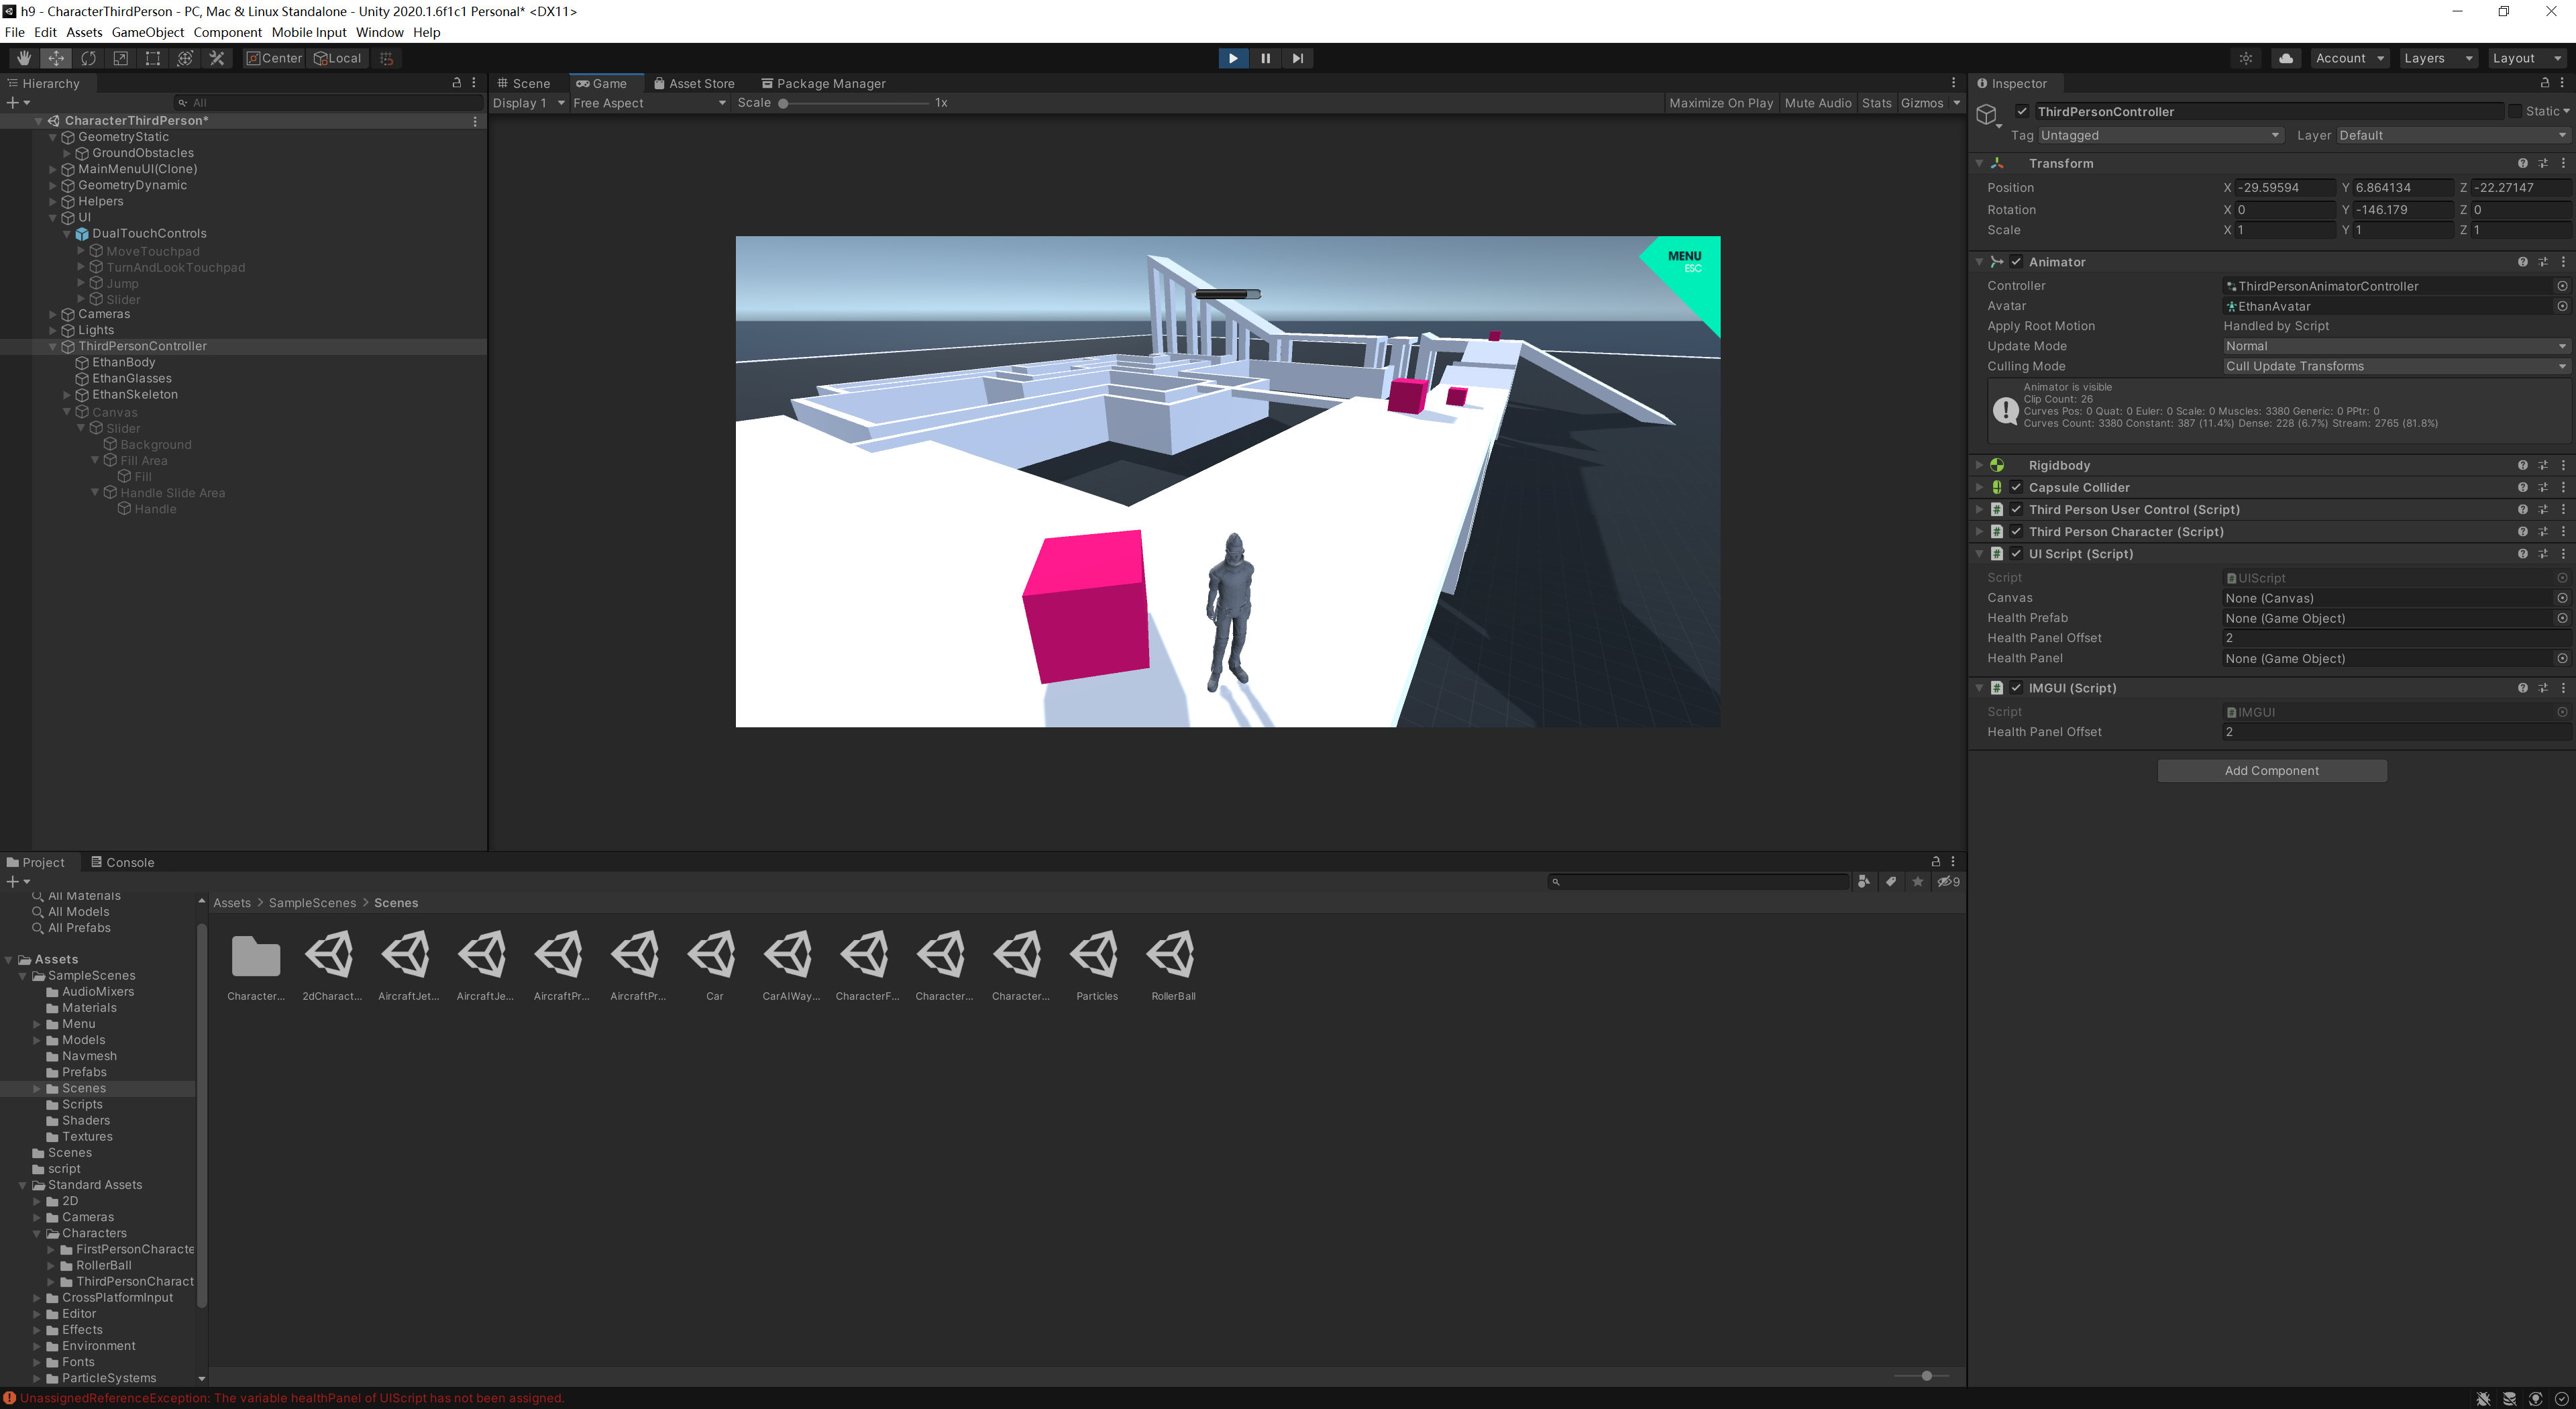 h9 - CharacterThirdPerson - PC, Mac & Linux Standalone - Unity 2020.1.6f1c1 Personal* <DX11>
File Edit Assets GameObject Component Mobile Input Window Help
Center Local
Account Layers Layout
Hierarchy
All
CharacterThirdPerson*
GeometryStatic
GroundObstacles
MainMenuUI(Clone)
GeometryDynamic
Helpers
UI
DualTouchControls
MoveTouchpad
TurnAndLookTouchpad
Jump
Slider
Cameras
Lights
ThirdPersonController
EthanBody
EthanGlasses
EthanSkeleton
Canvas
Slider
Background
Fill Area
Fill
Handle Slide Area
Handle
Scene Game Asset Store Package Manager
Display 1 Free Aspect Scale 1x Maximize On Play Mute Audio Stats Gizmos
MENU
ESC
Inspector
ThirdPersonController Static
Tag Untagged Layer Default
Transform
Position X -29.59594 Y 6.864134 Z -22.27147
Rotation X 0 Y -146.179 Z 0
Scale X 1 Y 1 Z 1
Animator
Controller ThirdPersonAnimatorController
Avatar EthanAvatar
Apply Root Motion Handled by Script
Update Mode Normal
Culling Mode Cull Update Transforms
Animator is visible
Clip Count: 26
Curves Pos: 0 Quat: 0 Euler: 0 Scale: 0 Muscles: 3380 Generic: 0 PPtr: 0
Curves Count: 3380 Constant: 387 (11.4%) Dense: 228 (6.7%) Stream: 2765 (81.8%)
Rigidbody
Capsule Collider
Third Person User Control (Script)
Third Person Character (Script)
UI Script (Script)
Script UIScript
Canvas None (Canvas)
Health Prefab None (Game Object)
Health Panel Offset 2
Health Panel None (Game Object)
IMGUI (Script)
Script IMGUI
Health Panel Offset 2
Add Component
Project Console
9
All Materials
All Models
All Prefabs
Assets
SampleScenes
AudioMixers
Materials
Menu
Models
Navmesh
Prefabs
Scenes
Scripts
Shaders
Textures
Scenes
script
Standard Assets
2D
Cameras
Characters
FirstPersonCharacte
RollerBall
ThirdPersonCharact
CrossPlatformInput
Editor
Effects
Environment
Fonts
ParticleSystems
Assets > SampleScenes > Scenes
Character... 2dCharact... AircraftJet... AircraftJe... AircraftPr... AircraftPr... Car CarAIWay... CharacterF... Character... Character... Particles RollerBall
UnassignedReferenceException: The variable healthPanel of UIScript has not been assigned.